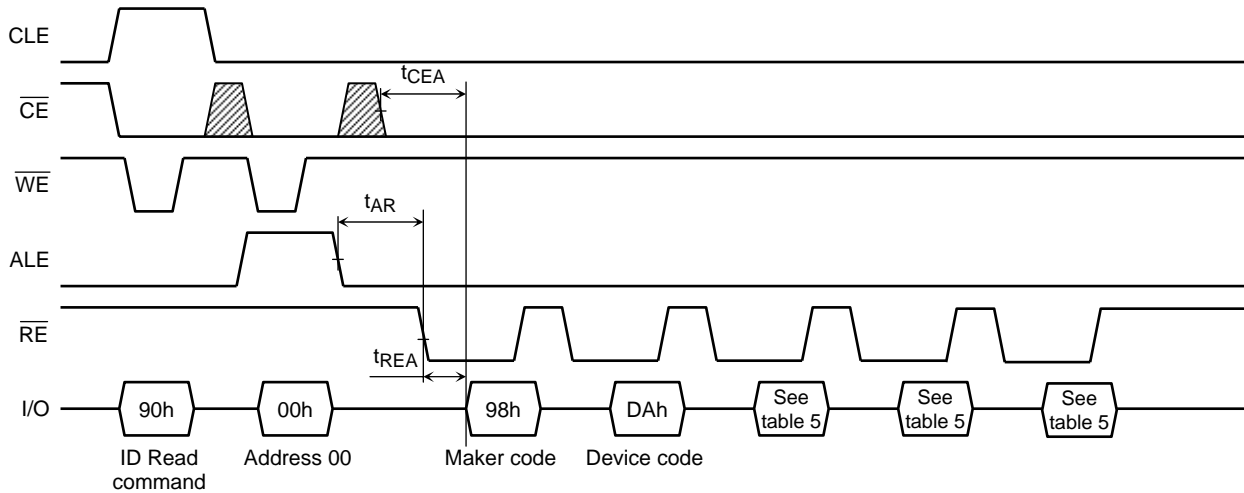 CLE
tCEA
CE
WE
tAR
ALE
RE
tREA
I/O
90h
00h
98h
DAh
See
table 5
See
table 5
See
table 5
ID Read
command
Address 00
Maker code
Device code